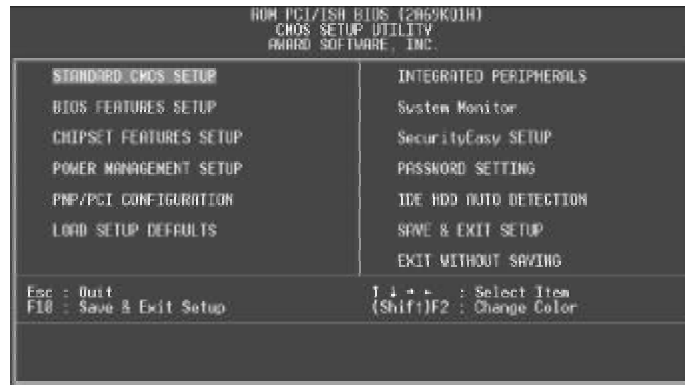 ROM PCI/ISA BIOS (2A69KO1H)
CMOS SETUP UTILITY
AWARD SOFTWARE, INC.
STANDARD CMOS SETUP
BIOS FEATURES SETUP
CHIPSET FEATURES SETUP
POWER MANAGEMENT SETUP
PNP/PCI CONFIGURATION
LOAD SETUP DEFAULTS
INTEGRATED PERIPHERALS
System Monitor
SecurityEasy SETUP
PASSWORD SETTING
IDE HDD AUTO DETECTION
SAVE & EXIT SETUP
EXIT WITHOUT SAVING
Esc : Quit
F10 : Save & Exit Setup
↑ ↓ → ← : Select Item
(Shift)F2 : Change Color